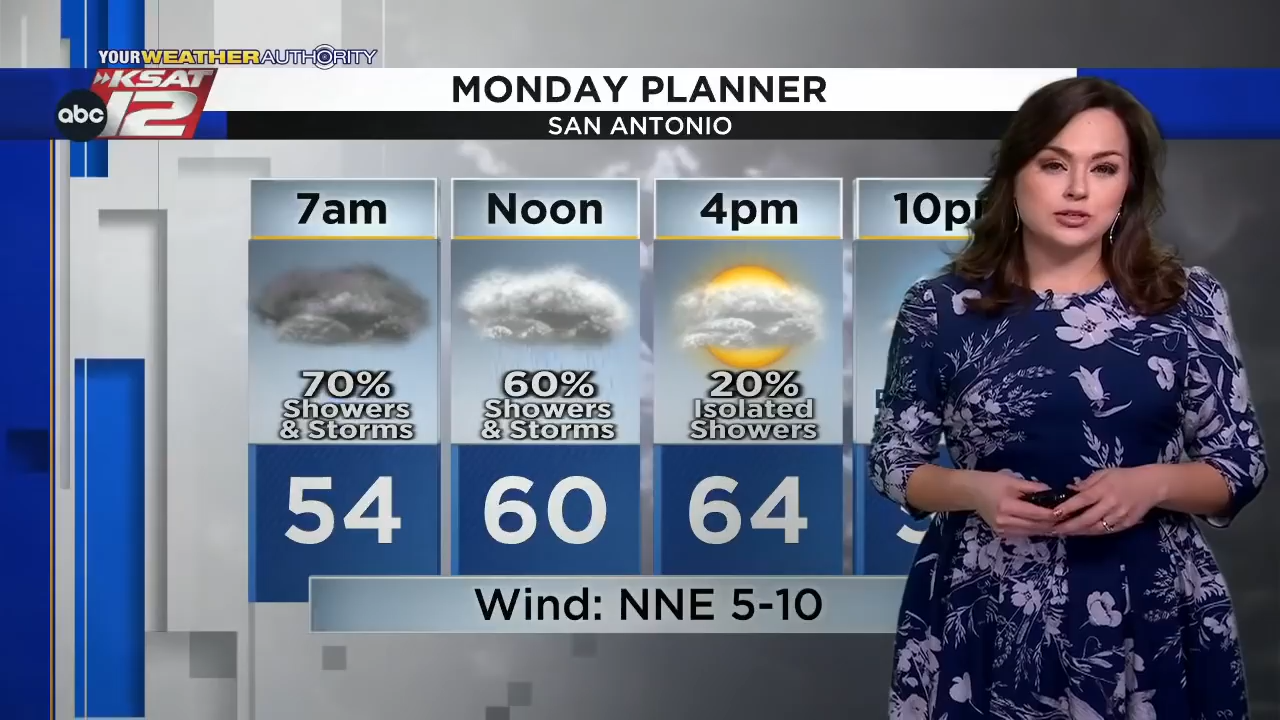 YOUR WEATHER AUTHORITY
KSAT
abc 12
MONDAY PLANNER
SAN ANTONIO
7am
Noon
4pm
70%
Showers
& Storms
60%
Showers
& Storms
20%
Isolated
Showers
54
60
64
Wind: NNE 5-10